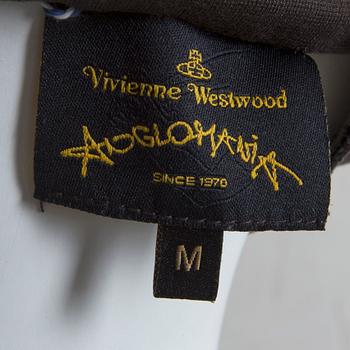 Vivienne Westwood
ANGLOMANIA
SINCE 1970
M